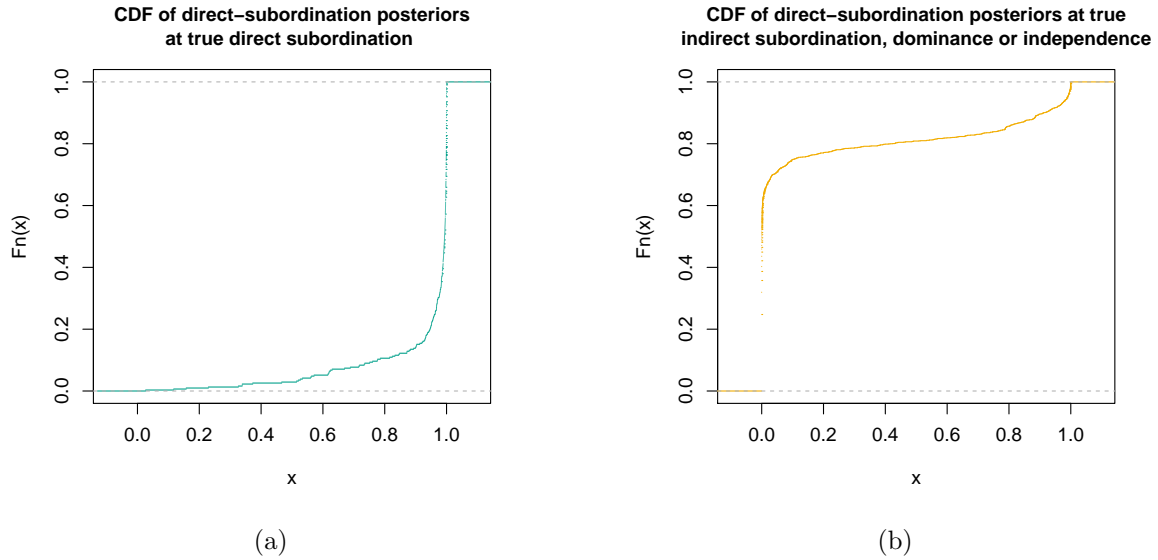 CDF of direct−subordination posteriors
at true direct subordination
Fn(x)
1.0
0.8
0.6
0.4
0.2
0.0
0.0 0.2 0.4 0.6 0.8 1.0
x
(a)
CDF of direct−subordination posteriors at true
indirect subordination, dominance or independence
Fn(x)
1.0
0.8
0.6
0.4
0.2
0.0
0.0 0.2 0.4 0.6 0.8 1.0
x
(b)